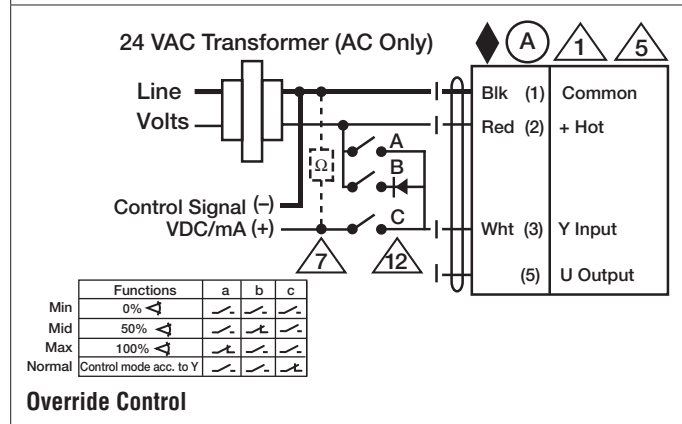 24 VAC Transformer (AC Only)
A
1
5
Line
Volts
Blk (1) Common
Red (2) + Hot
A
Ω
B
Control Signal (–)
VDC/mA (+)
C
Wht (3) Y Input
7
12
(5) U Output
Functions a b c
Min 0%
Mid 50%
Max 100%
Normal Control mode acc. to Y
Override Control